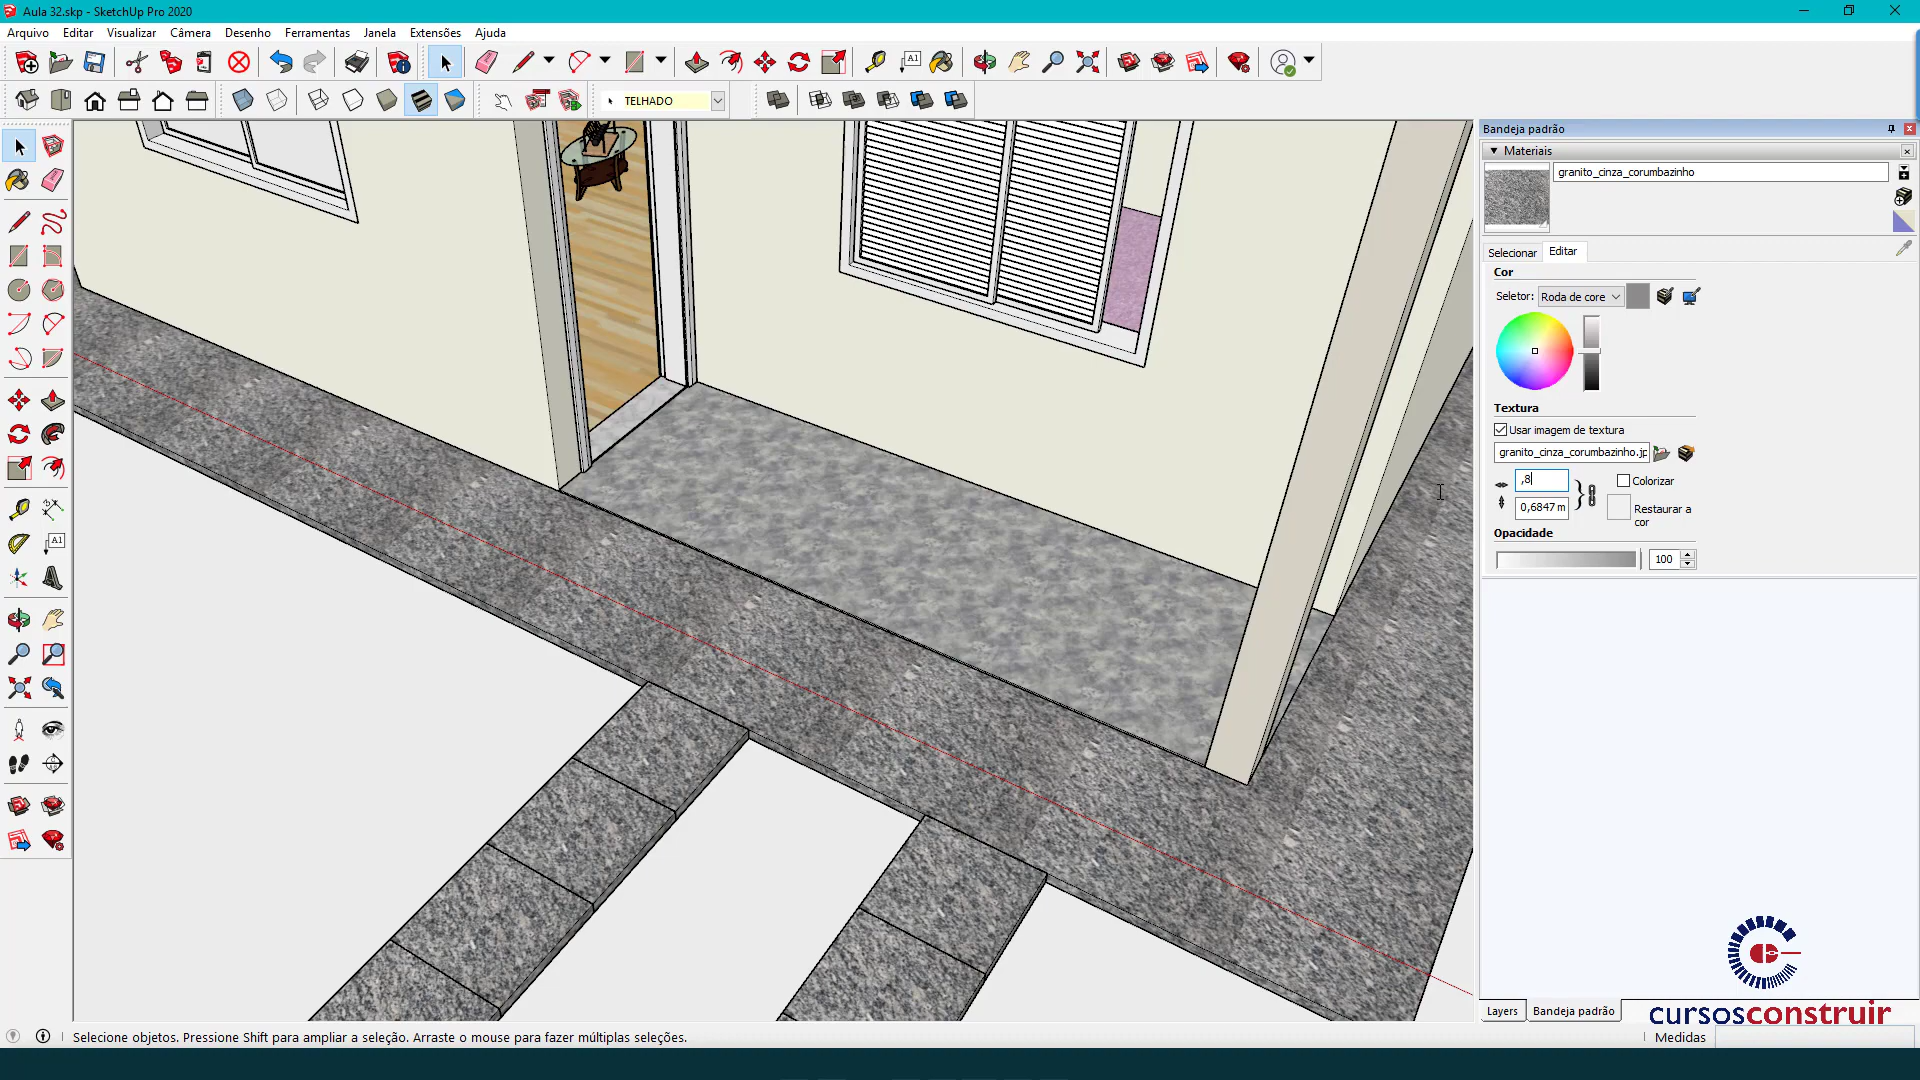 Aula 32.skp - SketchUp Pro 2020
Arquivo Editar Visualizar Câmera Desenho Ferramentas Janela Extensões Ajuda
A1
TELHADO
Bandeja padrão
Materiais
granito_cinza_corumbazinho
Selecionar Editar
Cor
Seletor: Roda de core
Textura
Usar imagem de textura
granito_cinza_corumbazinho.jp
,8
Colorizar
0,6847 m
Restaurar a
cor
Opacidade
100
A1
cursosconstruir
Layers Bandeja padrão
Selecione objetos. Pressione Shift para ampliar a seleção. Arraste o mouse para fazer múltiplas seleções.
Medidas